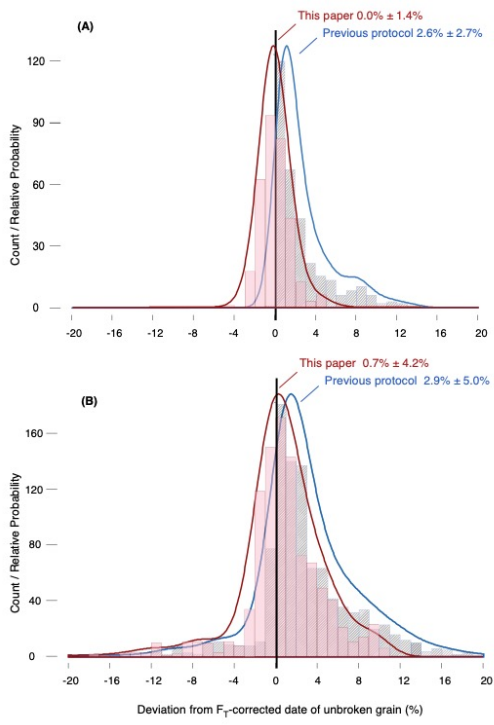 (A)
This paper 0.0% ± 1.4%
Previous protocol 2.6% ± 2.7%
Count / Relative Probability
120
90
60
30
0
-20 -16 -12 -8 -4 0 4 8 12 16 20
(B)
This paper 0.7% ± 4.2%
Previous protocol 2.9% ± 5.0%
Count / Relative Probability
160
120
80
40
0
-20 -16 -12 -8 -4 0 4 8 12 16 20
Deviation from FT-corrected date of unbroken grain (%)